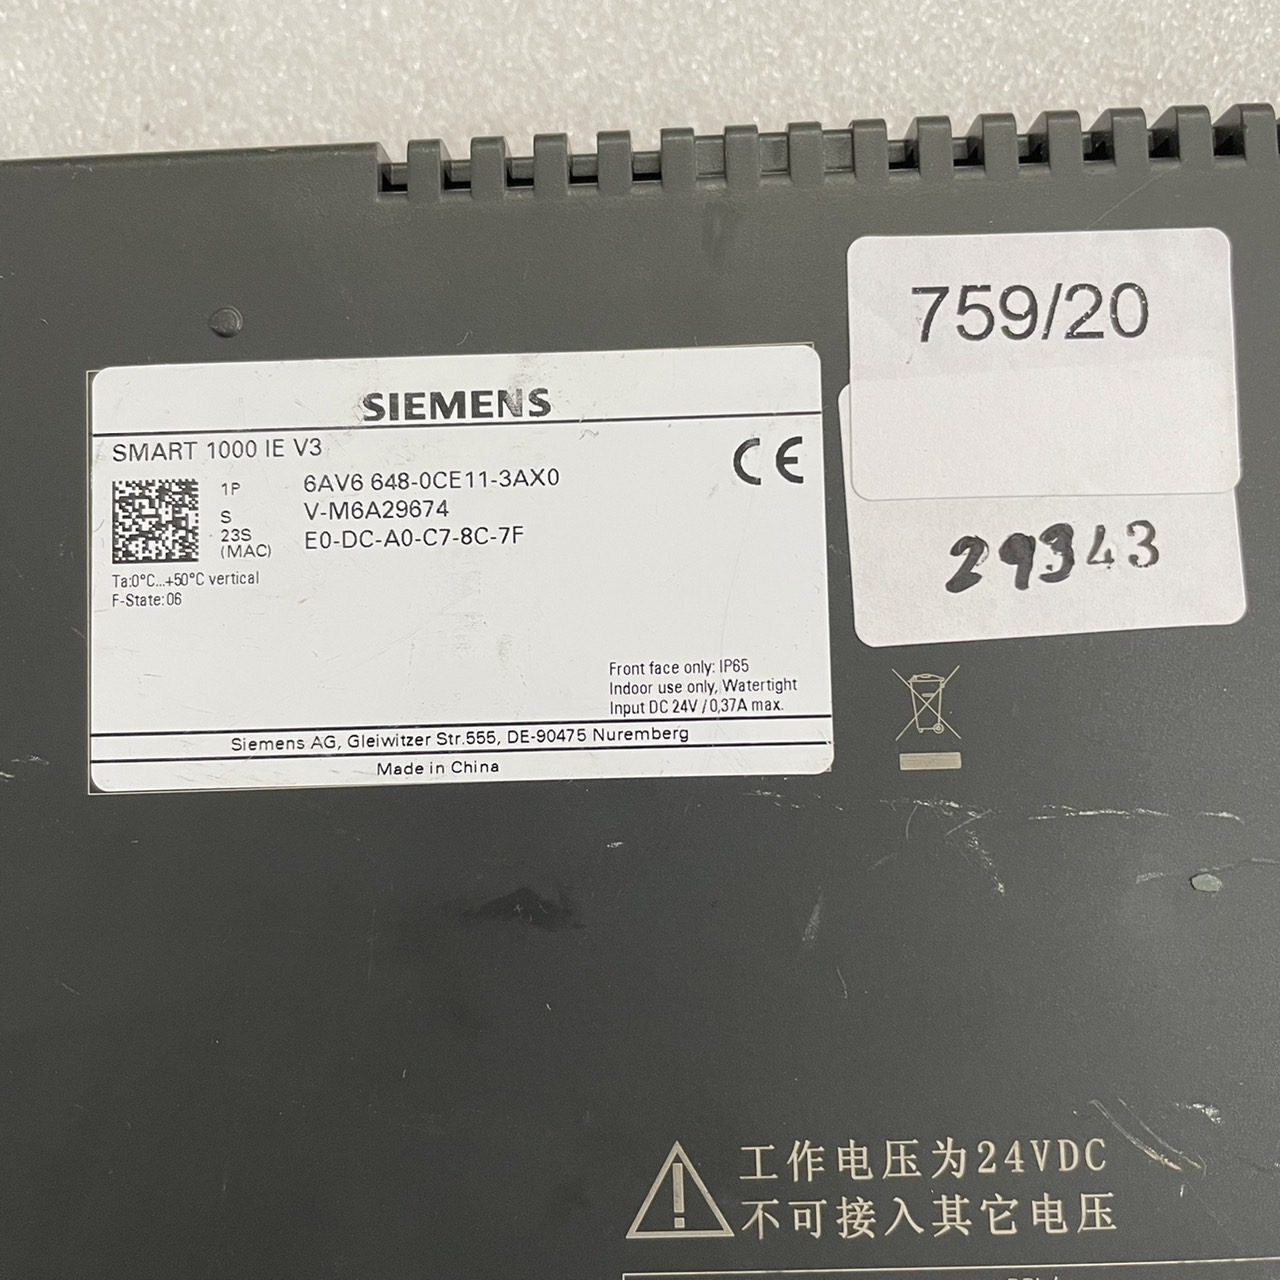 759/20
29343
SIEMENS
SMART 1000 IE V3
1P 6AV6 648-0CE11-3AX0
S V-M6A29674
23S E0-DC-A0-C7-8C-7F
(MAC)
Ta:0°C...+50°C vertical
F-State:06
Front face only: IP65
Indoor use only, Watertight
Input DC 24V / 0,37A max.
Siemens AG, Gleiwitzer Str.555, DE-90475 Nuremberg
Made in China
工作电压为24VDC
不可接入其它电压